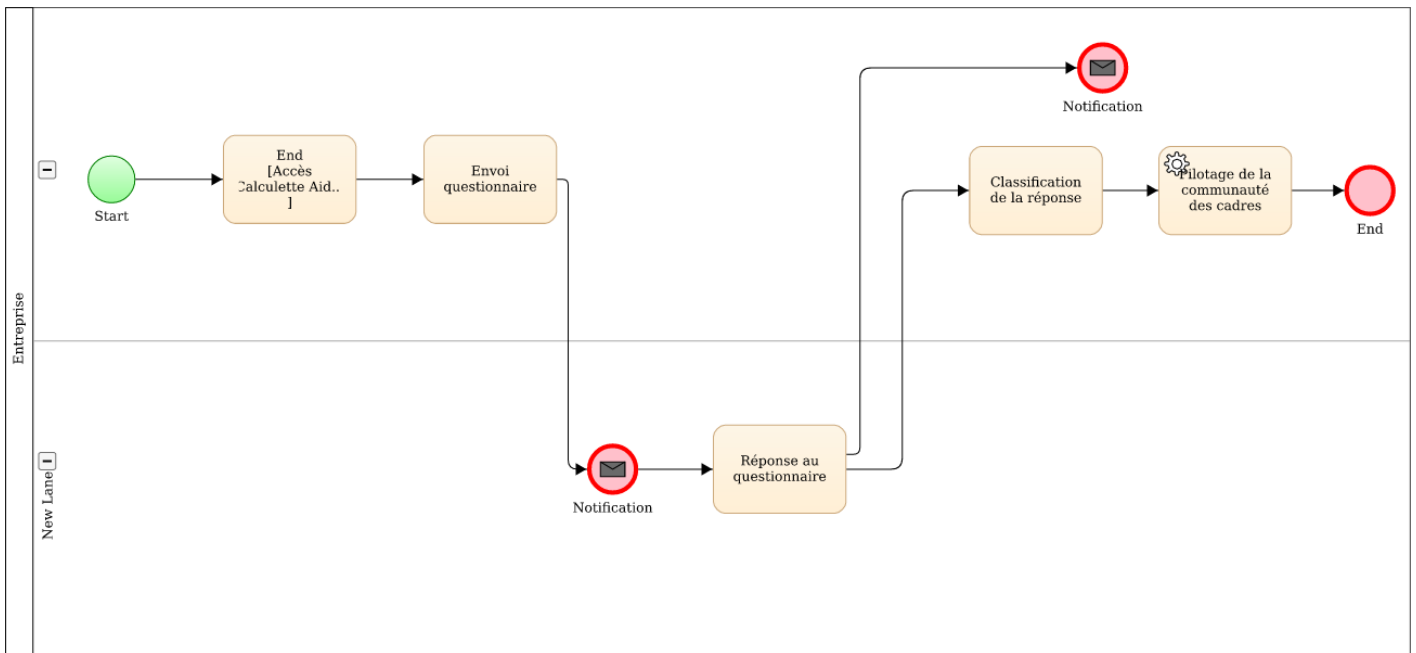 Entreprise
Start
End
[Accès
Calculette Aid..
]
Envoi
questionnaire
Notification
Classification
de la réponse
Pilotage de la
communauté
des cadres
End
New Lane
Notification
Réponse au
questionnaire